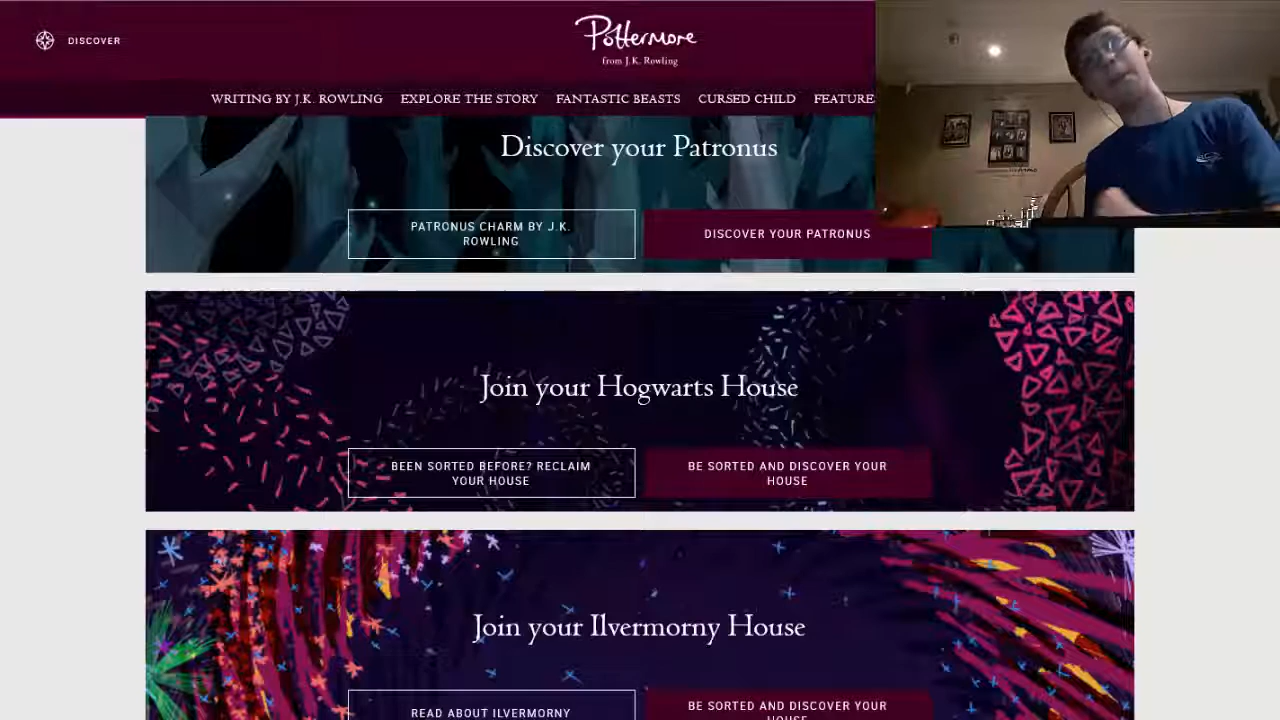 DISCOVER
Pottermore
from J.K. Rowling
WRITING BY J.K. ROWLING EXPLORE THE STORY FANTASTIC BEASTS CURSED CHILD FEATURE
Discover your Patronus
PATRONUS CHARM BY J.K.
ROWLING
DISCOVER YOUR PATRONUS
Join your Hogwarts House
BEEN SORTED BEFORE? RECLAIM
YOUR HOUSE
BE SORTED AND DISCOVER YOUR
HOUSE
Join your Ilvermorny House
READ ABOUT ILVERMORNY
BE SORTED AND DISCOVER YOUR
HOUSE